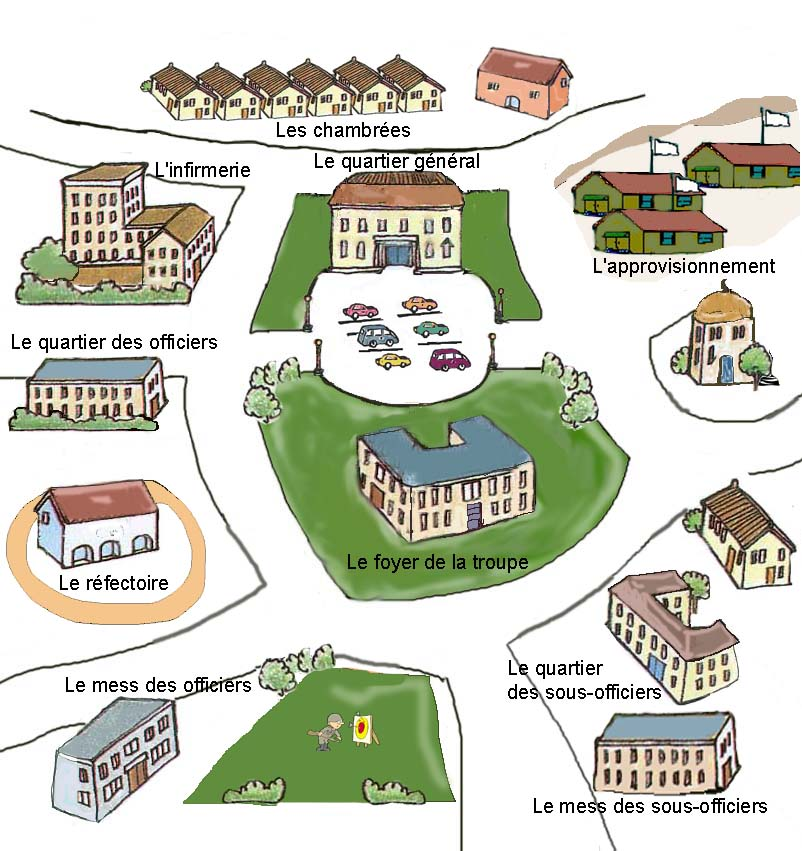 Les chambrées
Le quartier général
L'infirmerie
L'approvisionnement
Le quartier des officiers
Le foyer de la troupe
Le réfectoire
Le quartier
des sous-officiers
Le mess des officiers
Le mess des sous-officiers